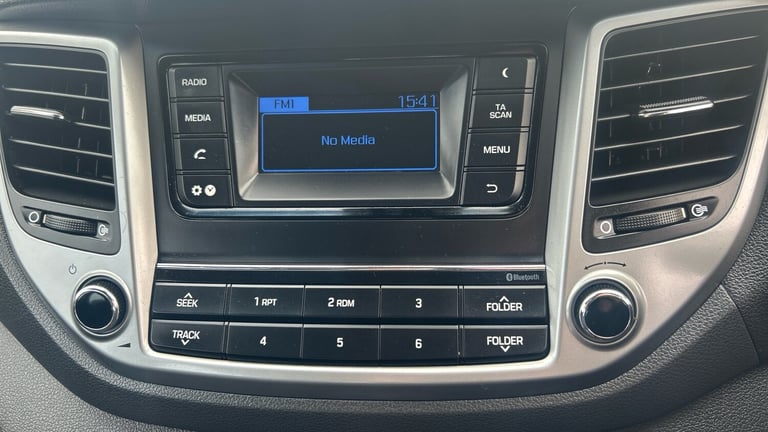 RADIO
MEDIA
FM1 15:41
No Media
TA
SCAN
MENU
Bluetooth
SEEK
1 RPT
2 RDM
3
FOLDER
TRACK
4
5
6
FOLDER